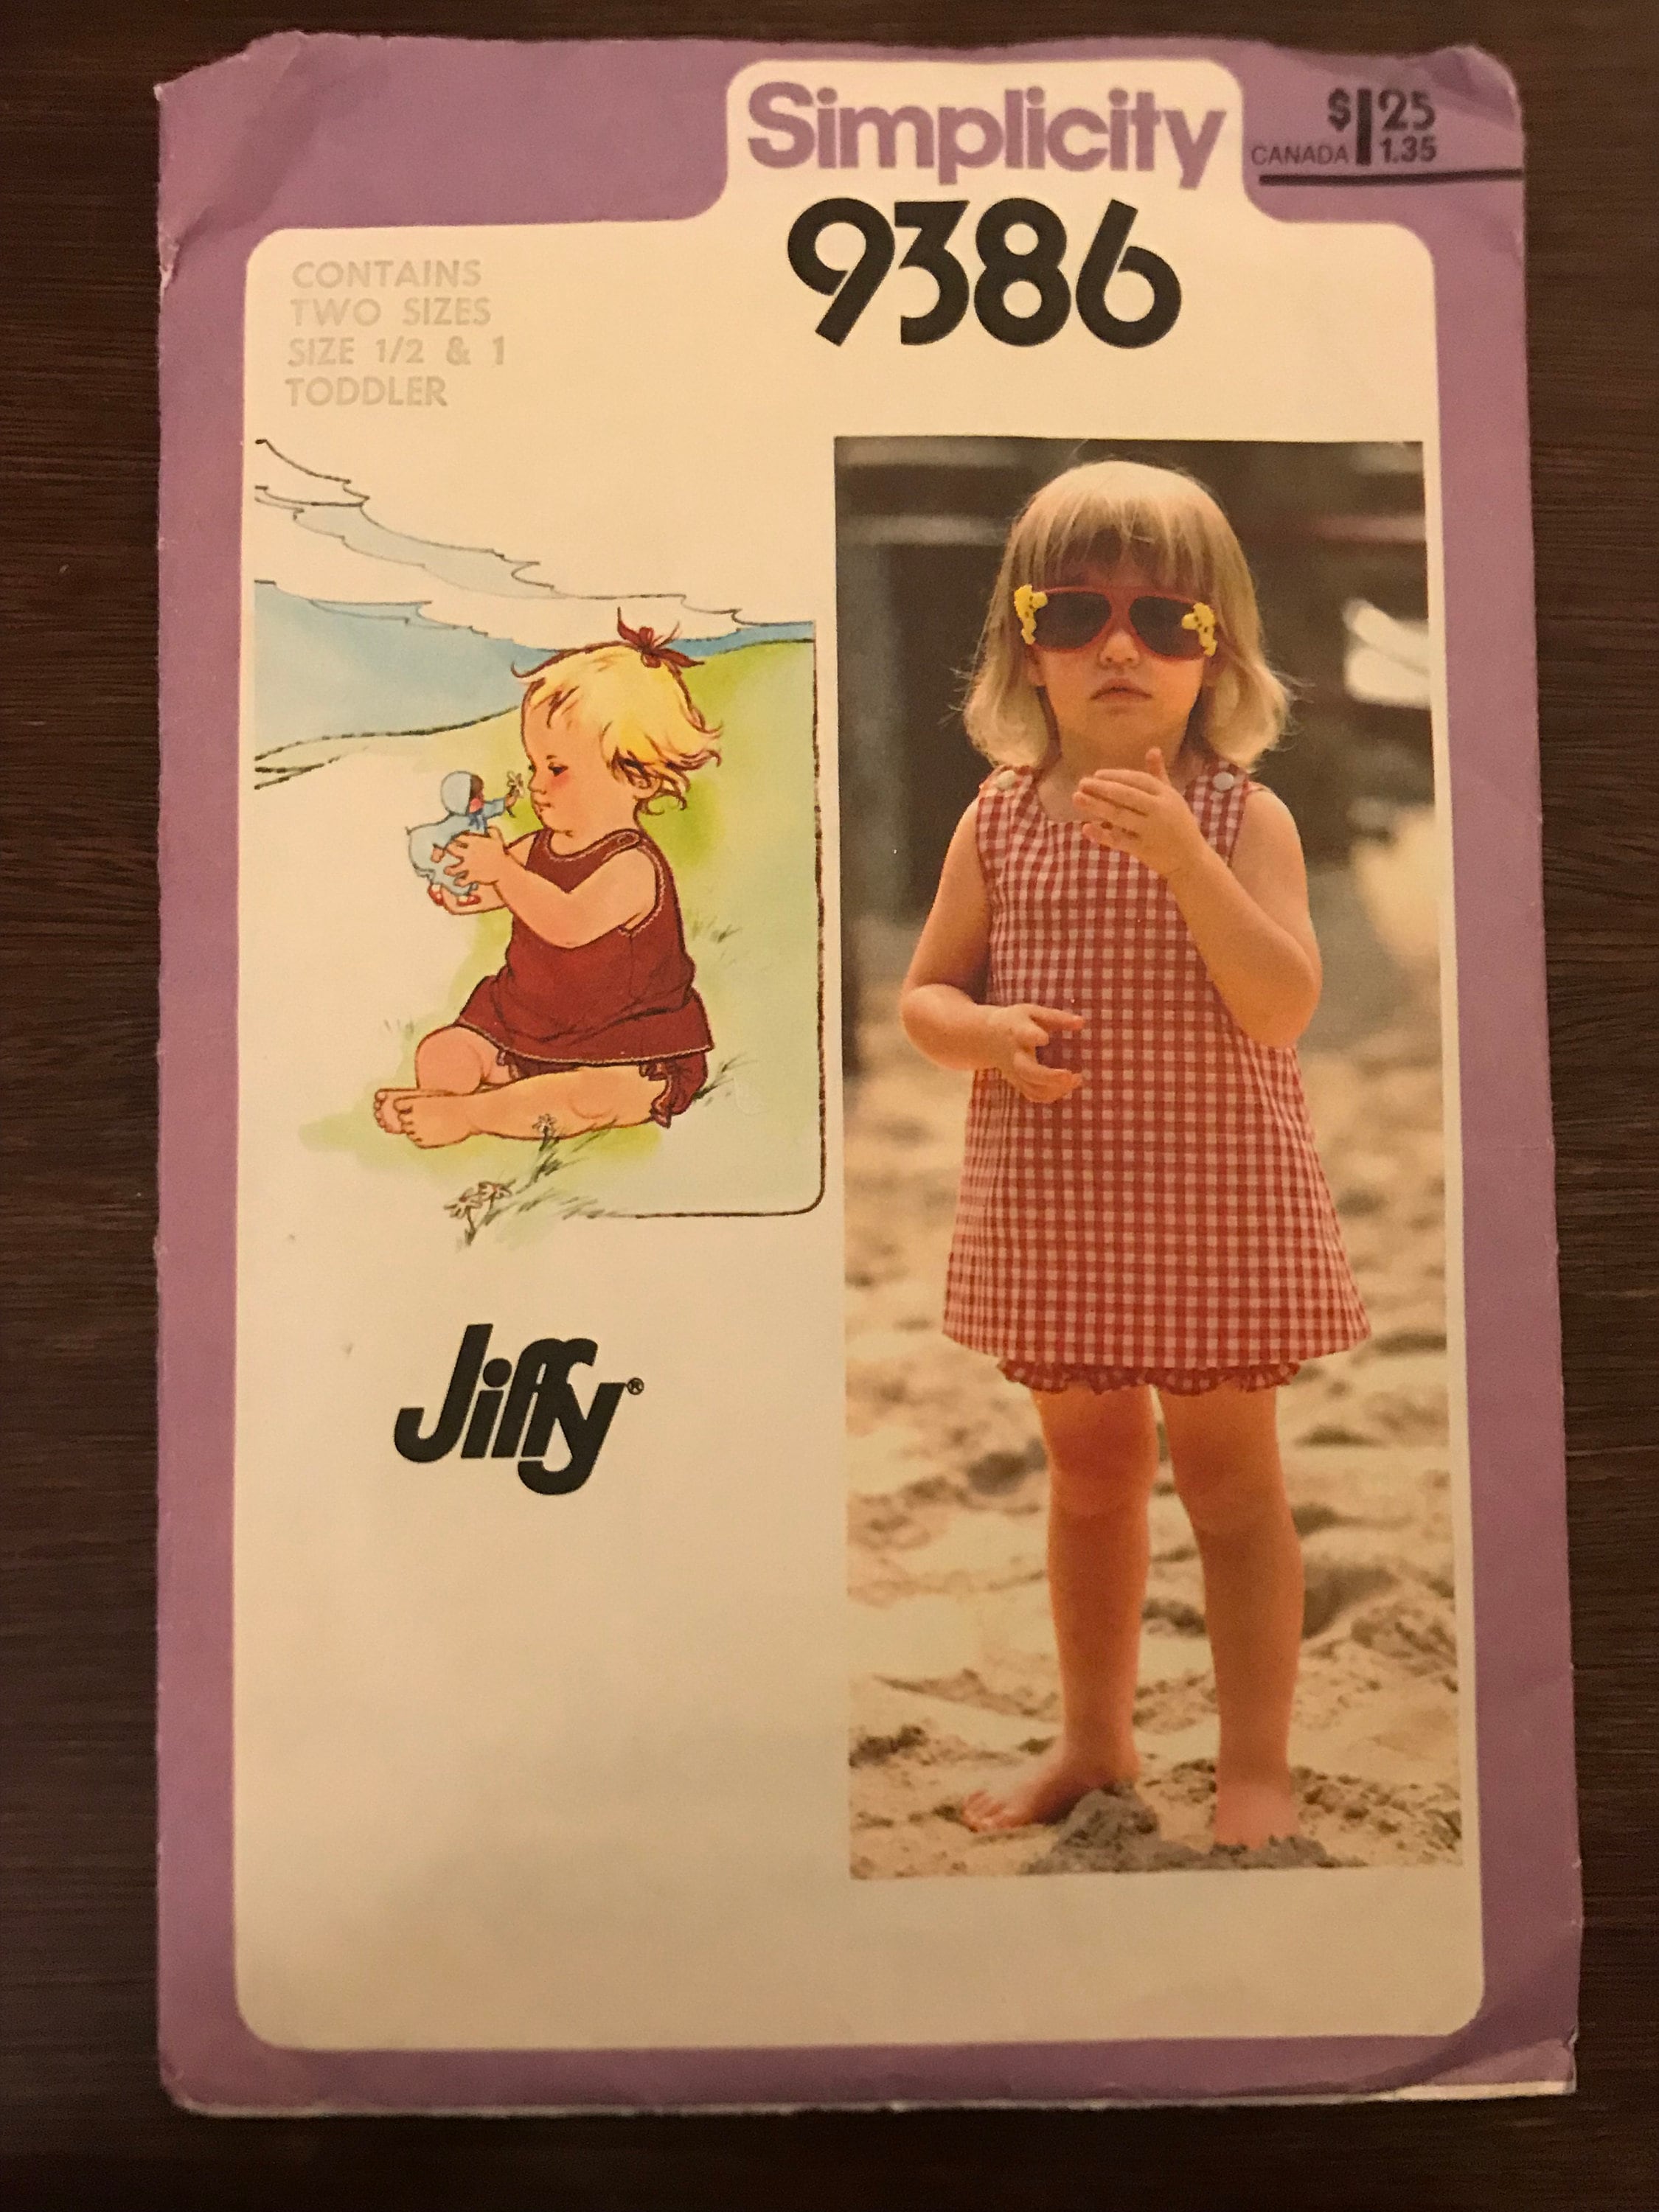 Simplicity
$1 25
CANADA 1.35
9386
CONTAINS
TWO SIZES
SIZE 1/2 & 1
TODDLER
Jiffy®